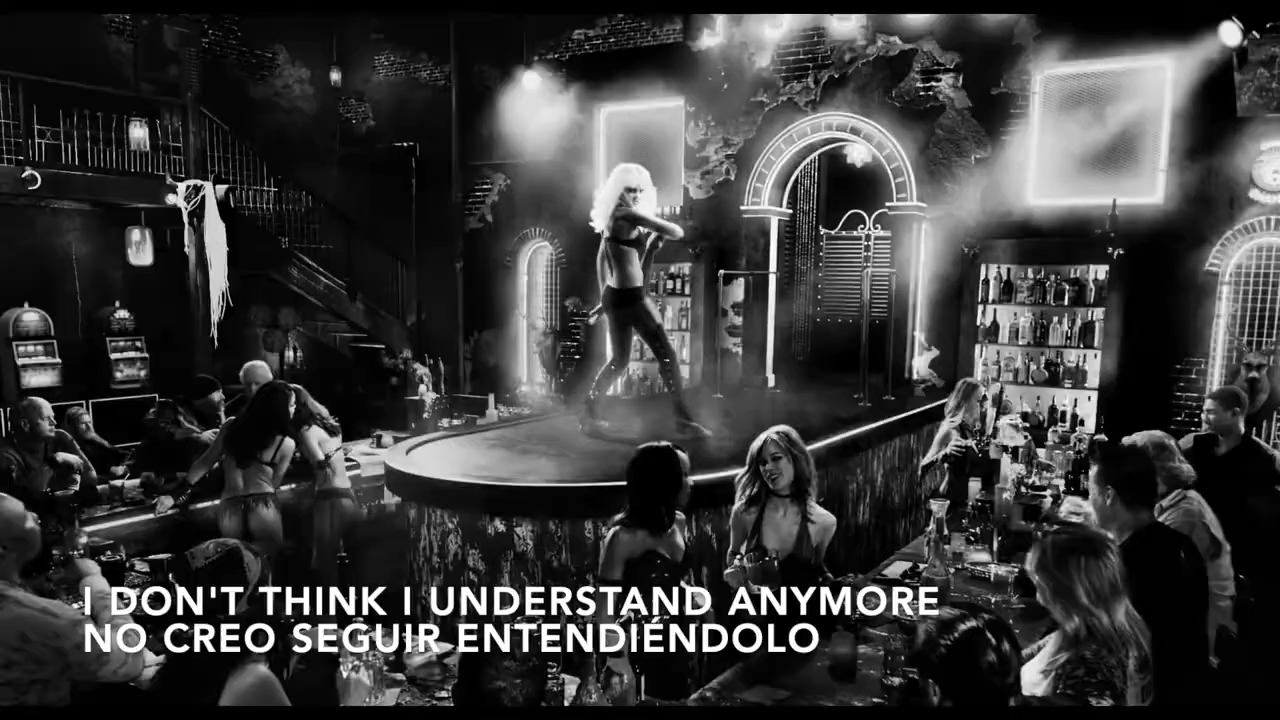 I DON'T THINK I UNDERSTAND ANYMORE
NO CREO SEGUIR ENTENDIÉNDOLO